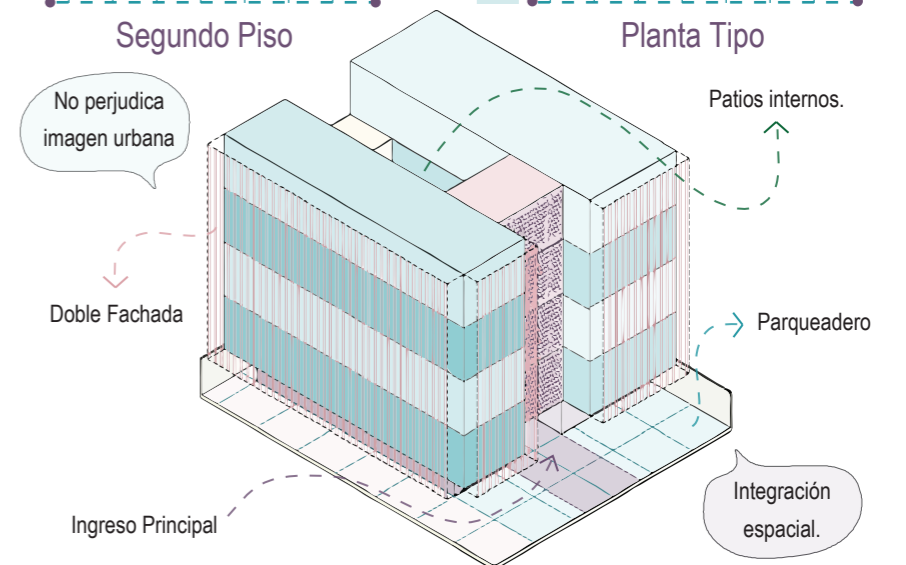 Segundo Piso
Planta Tipo
No perjudica
imagen urbana
Patios internos.
Doble Fachada
Parqueadero
Ingreso Principal
Integración
espacial.